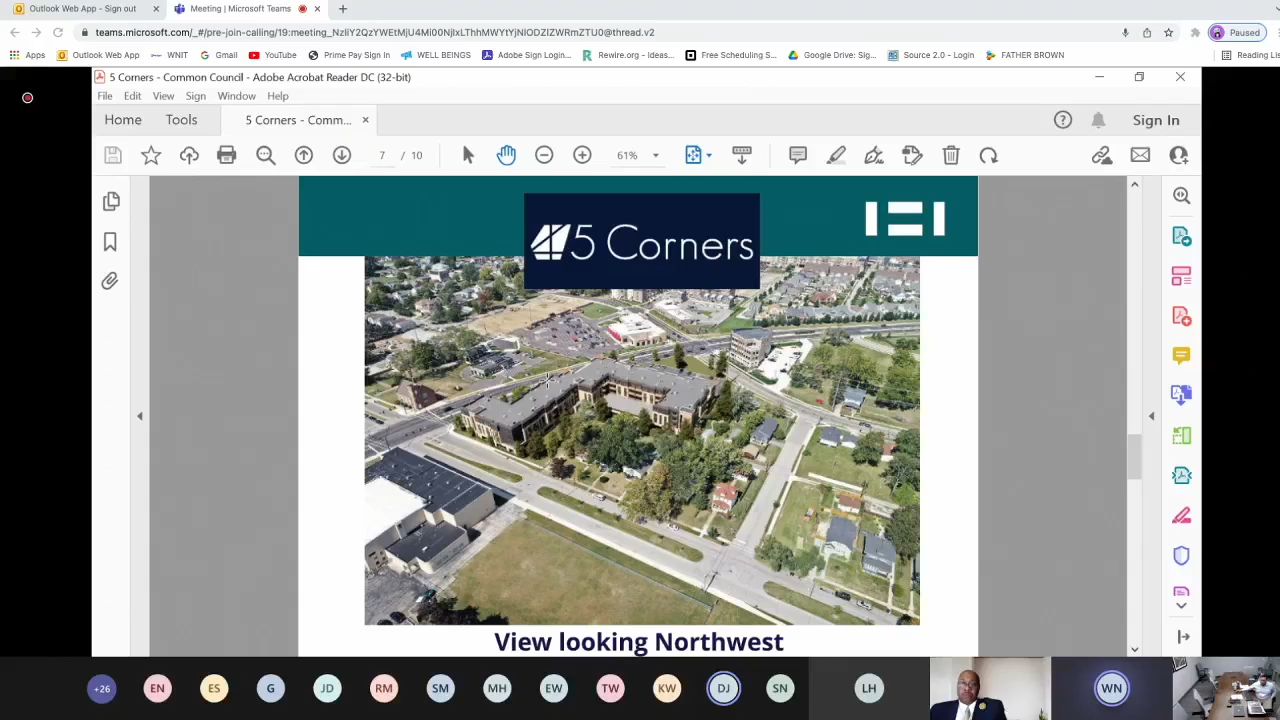 Outlook Web App - Sign out
Meeting | Microsoft Teams
teams.microsoft.com/_#/pre-join-calling/19:meeting_NzliY2QzYWEtMjU4Mi00NjIxLThhMWYtYjNlODZlZWRmZTU0@thread.v2
Paused
Apps
Outlook Web App
WNIT
Gmail
YouTube
Prime Pay Sign In
WELL BEINGS
Adobe Sign Login...
Rewire.org - Ideas...
Free Scheduling S...
Google Drive: Sig...
Source 2.0 - Login
FATHER BROWN
Reading List
5 Corners - Common Council - Adobe Acrobat Reader DC (32-bit)
File Edit View Sign Window Help
Home Tools 5 Corners - Comm... Sign In
7 / 10 61%
5 Corners
View looking Northwest
+26 EN ES G JD RM SM MH EW TW KW DJ SN LH WN